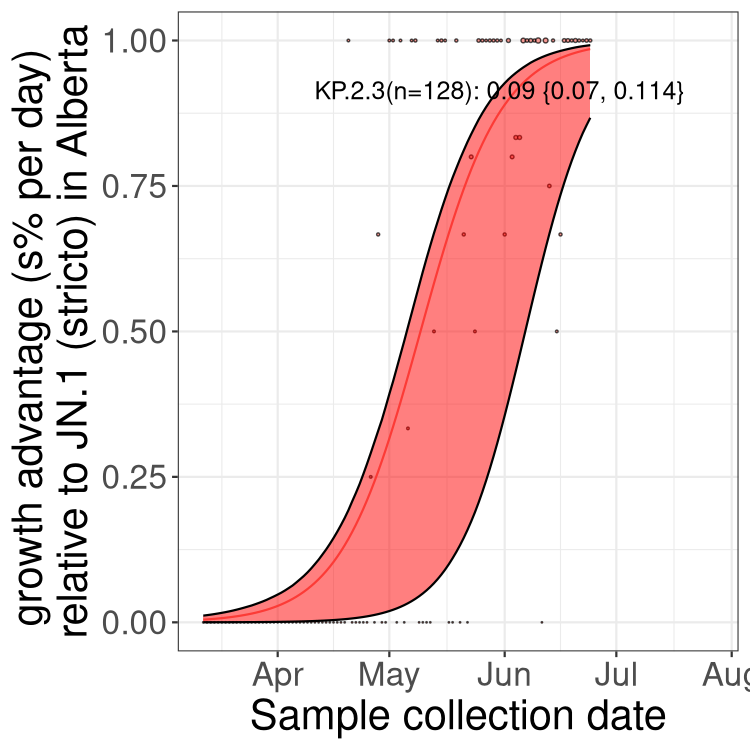 growth advantage (s% per day)
relative to JN.1 (stricto) in Alberta
1.00
0.75
0.50
0.25
0.00
KP.2.3(n=128): 0.09 {0.07, 0.114}
Apr May Jun Jul Aug
Sample collection date